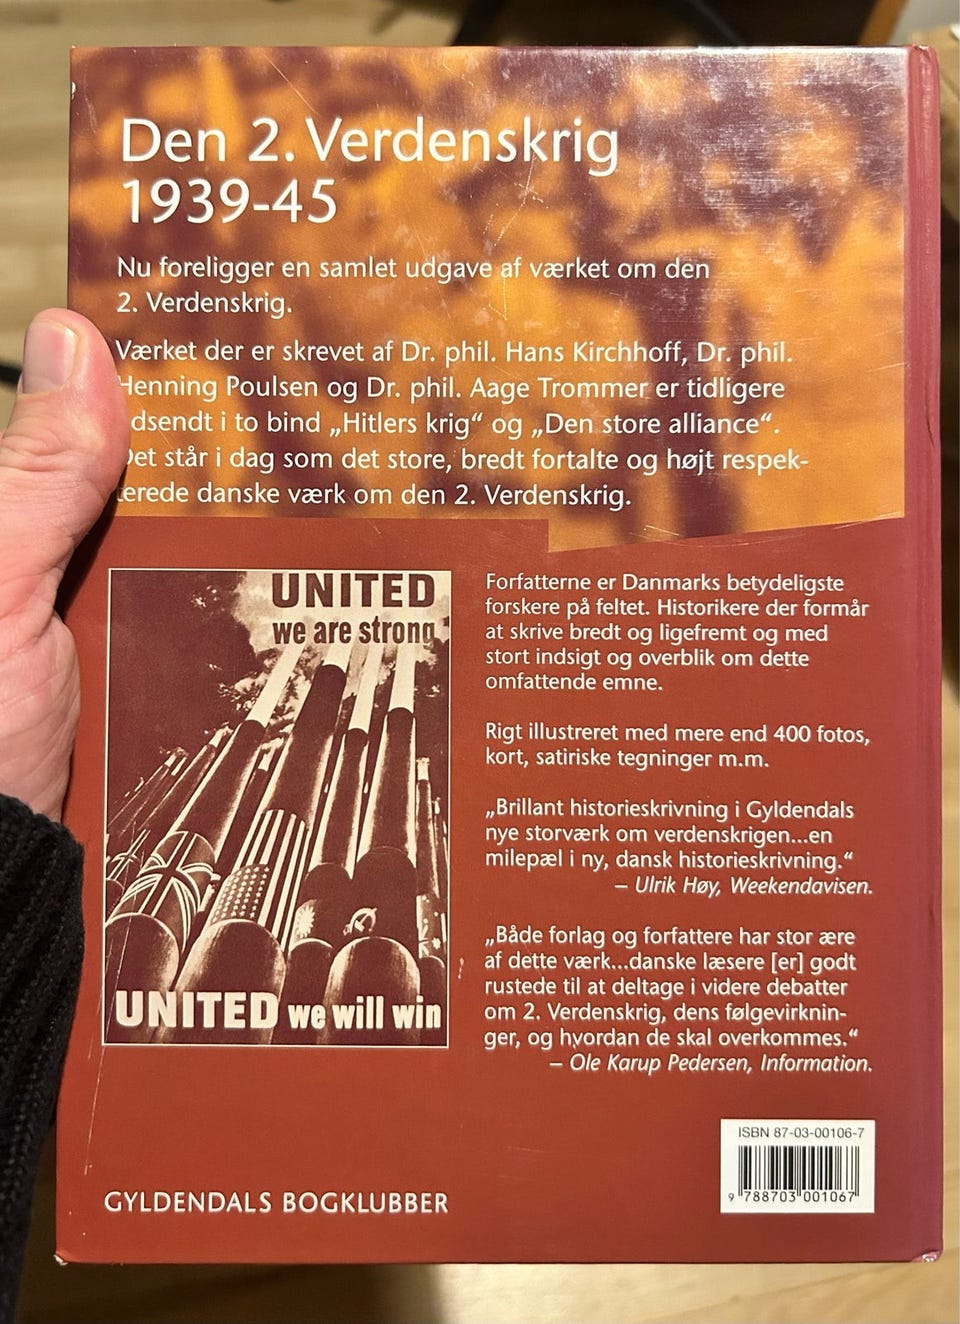 Den 2. Verdenskrig
1939-45
Nu foreligger en samlet udgave af værket om den
2. Verdenskrig.
Værket der er skrevet af Dr. phil. Hans Kirchhoff, Dr. phil.
Henning Poulsen og Dr. phil. Aage Trommer er tidligere
dsendt i to bind „Hitlers krig“ og „Den store alliance“.
Det står i dag som det store, bredt fortalte og højt respek-
terede danske værk om den 2. Verdenskrig.
UNITED
we are strong
UNITED we will win
Forfatterne er Danmarks betydeligste
forskere på feltet. Historikere der formår
at skrive bredt og ligefremt og med
stort indsigt og overblik om dette
omfattende emne.
Rigt illustreret med mere end 400 fotos,
kort, satiriske tegninger m.m.
„Brillant historieskrivning i Gyldendals
nye storværk om verdenskrigen...en
milepæl i ny, dansk historieskrivning.“
– Ulrik Høy, Weekendavisen.
„Både forlag og forfattere har stor ære
af dette værk...danske læsere [er] godt
rustede til at deltage i videre debatter
om 2. Verdenskrig, dens følgevirknin-
ger, og hvordan de skal overkommes.“
– Ole Karup Pedersen, Information.
GYLDENDALS BOGKLUBBER
ISBN 87-03-00106-7
9 788703 001067